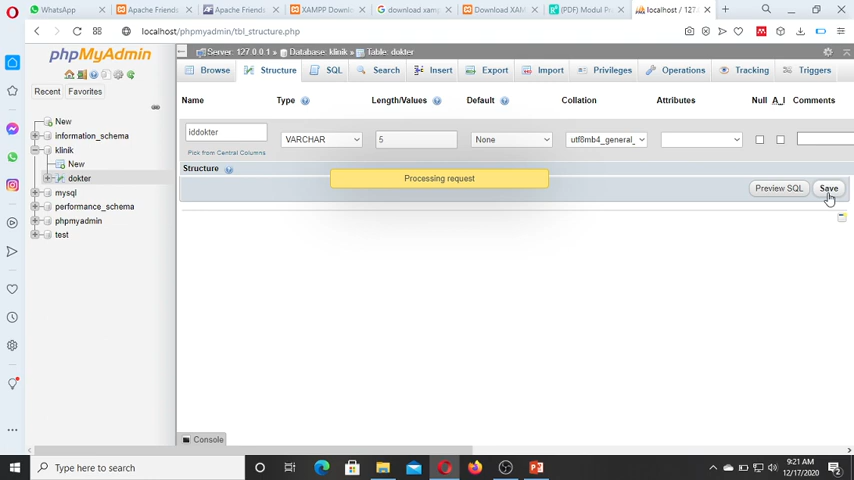 WhatsApp
Apache Friends
Apache Friends
XAMPP Downlo
download xamp
Download XAM
(PDF) Modul Pr
localhost / 127.
localhost/phpmyadmin/tbl_structure.php
phpMyAdmin
Recent
Favorites
New
information_schema
klinik
New
dokter
mysql
performance_schema
phpmyadmin
test
Server: 127.0.0.1 » Database: klinik » Table: dokter
Browse
Structure
SQL
Search
Insert
Export
Import
Privileges
Operations
Tracking
Triggers
Name
Type
Length/Values
Default
Collation
Attributes
Null
A_I
Comments
iddokter
VARCHAR
5
None
utf8mb4_general_
Pick from Central Columns
Structure
Processing request
Preview SQL
Save
Console
Type here to search
9:21 AM
12/17/2020
2